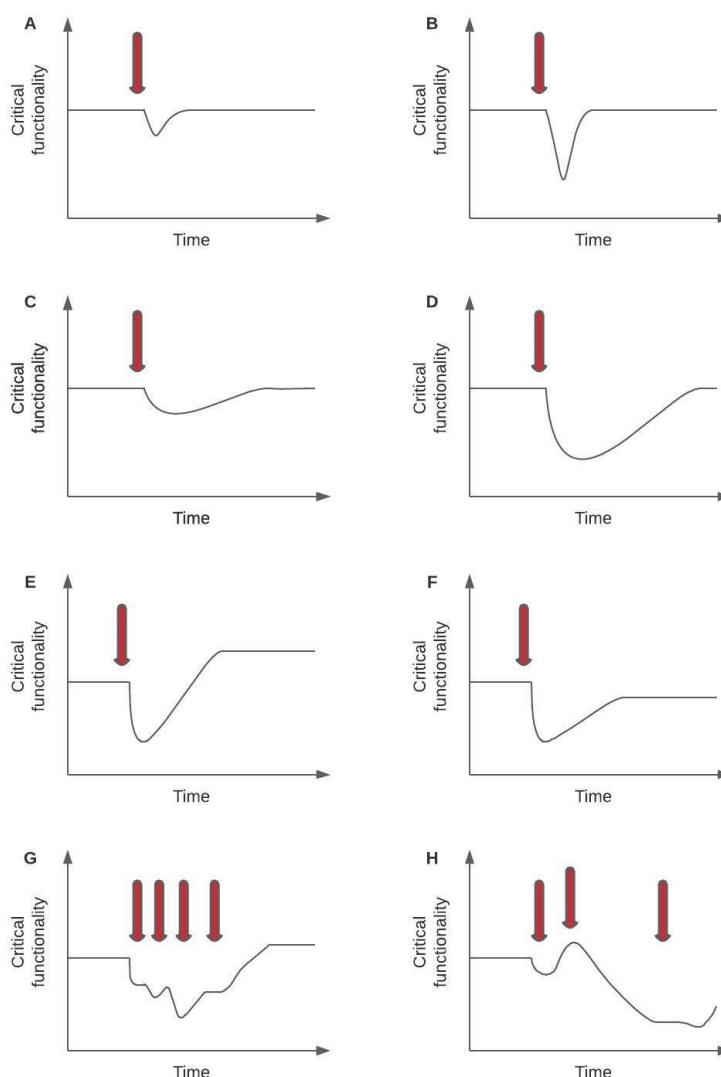 A
Critical
functionality
Time
B
Critical
functionality
Time
C
Critical
functionality
Time
D
Critical
functionality
Time
E
Critical
functionality
Time
F
Critical
functionality
Time
G
Critical
functionality
Time
H
Critical
functionality
Time